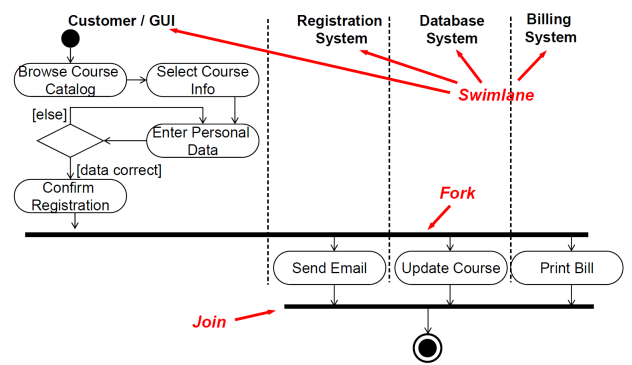 Customer / GUI
Registration
System
Database
System
Billing
System
Browse Course
Catalog
Select Course
Info
Swimlane
[else]
Enter Personal
Data
[data correct]
Confirm
Registration
Fork
Send Email
Update Course
Print Bill
Join